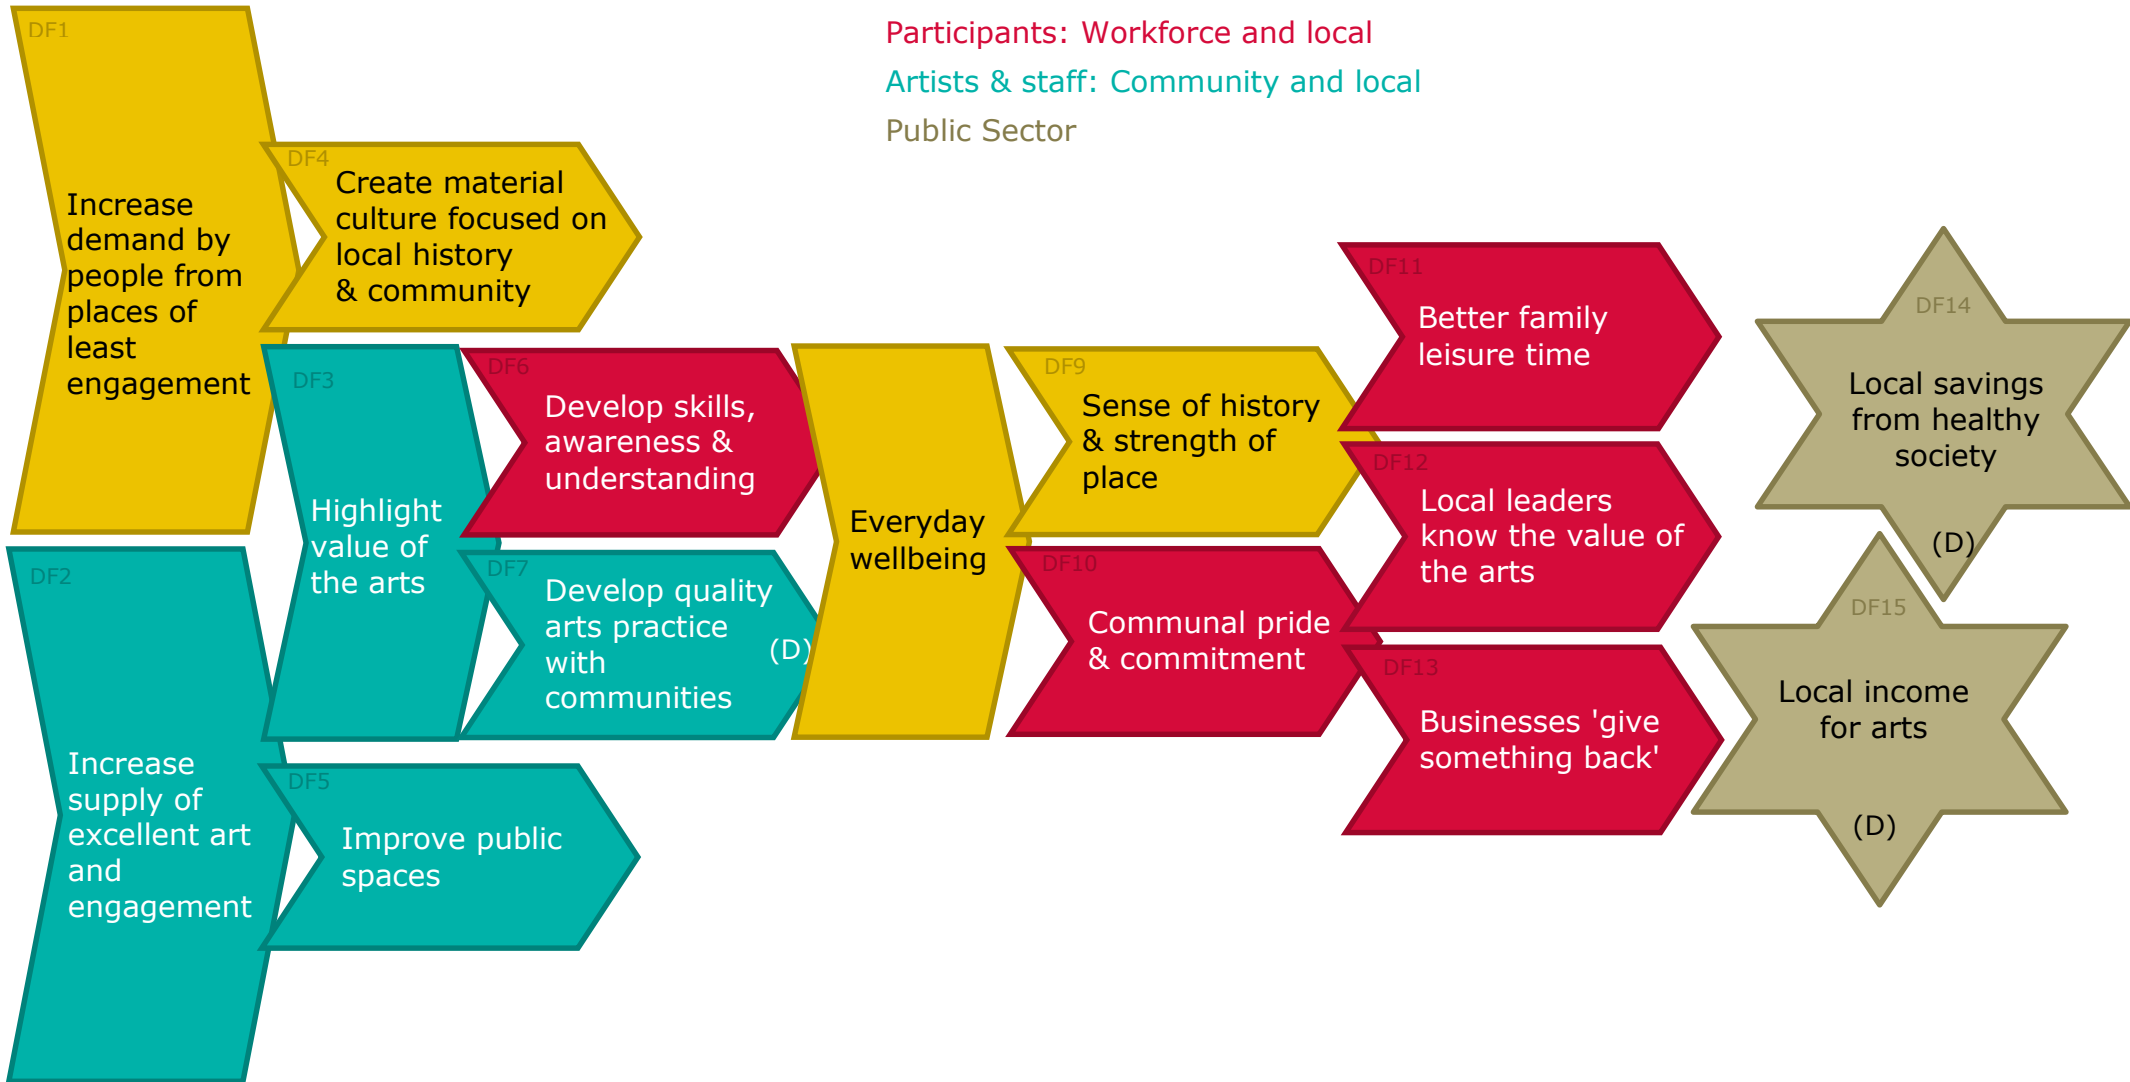 Participants: Workforce and local
Artists & staff: Community and local
Public Sector
DF1
Increase
demand by
people from
places of
least
engagement
DF2
Increase
supply of
excellent art
and
engagement
DF4
Create material
culture focused on
local history
& community
DF3
Highlight
value of
the arts
DF5
Improve public
spaces
DF6
Develop skills,
awareness &
understanding
DF7
Develop quality
arts practice
with
communities
(D)
Everyday
wellbeing
DF9
Sense of history
& strength of
place
DF10
Communal pride
& commitment
DF11
Better family
leisure time
DF12
Local leaders
know the value of
the arts
DF13
Businesses 'give
something back'
DF14
Local savings
from healthy
society
(D)
DF15
Local income
for arts
(D)